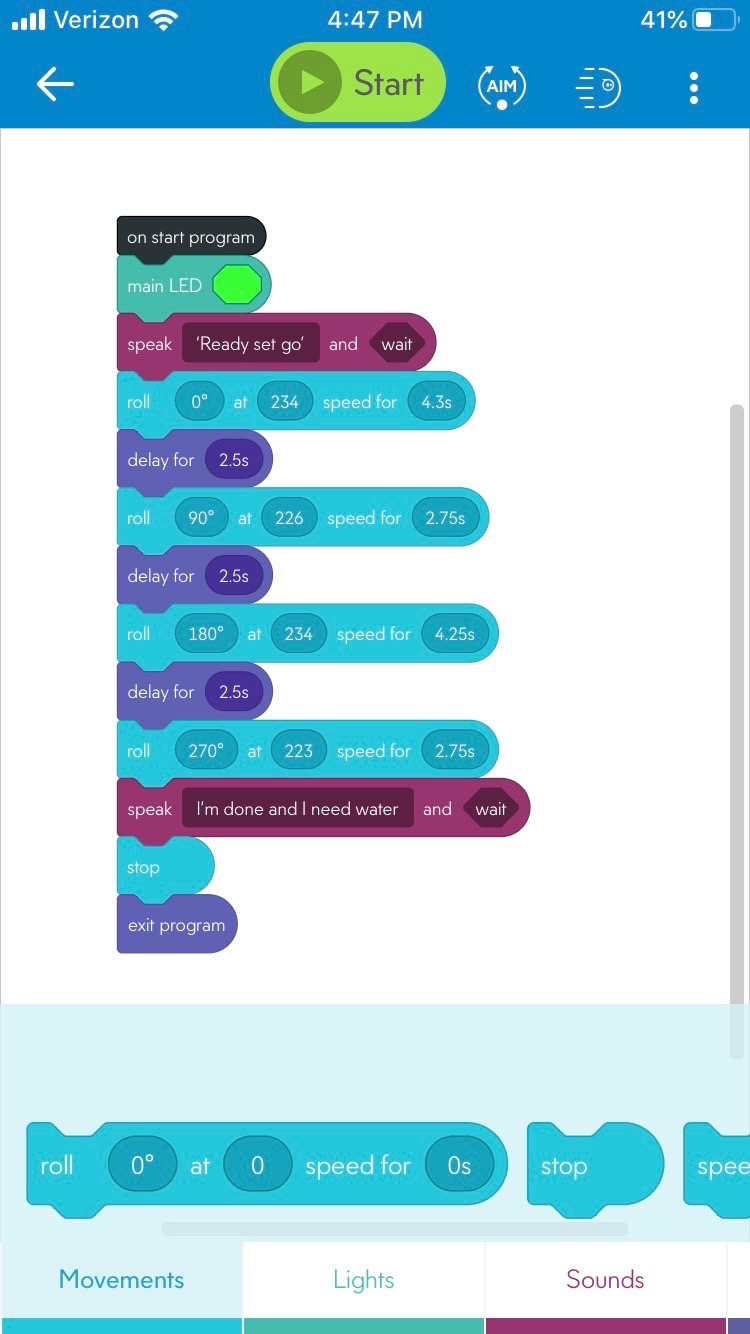 Verizon 4:47 PM 41%
Start AIM
on start program
main LED
speak 'Ready set go' and wait
roll 0° at 234 speed for 4.3s
delay for 2.5s
roll 90° at 226 speed for 2.75s
delay for 2.5s
roll 180° at 234 speed for 4.25s
delay for 2.5s
roll 270° at 223 speed for 2.75s
speak I'm done and I need water and wait
stop
exit program
roll 0° at 0 speed for 0s stop spee
Movements Lights Sounds